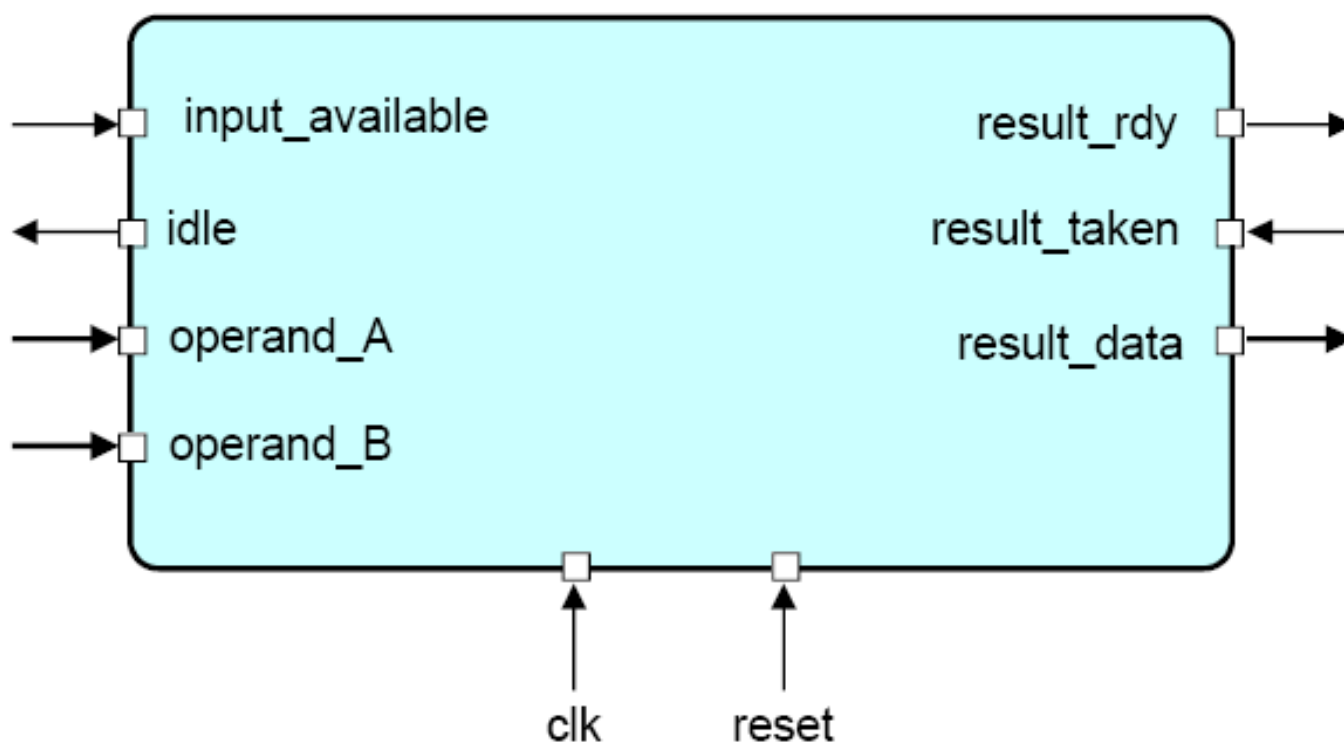 input_available
result_rdy
idle
result_taken
operand_A
result_data
operand_B
clk
reset